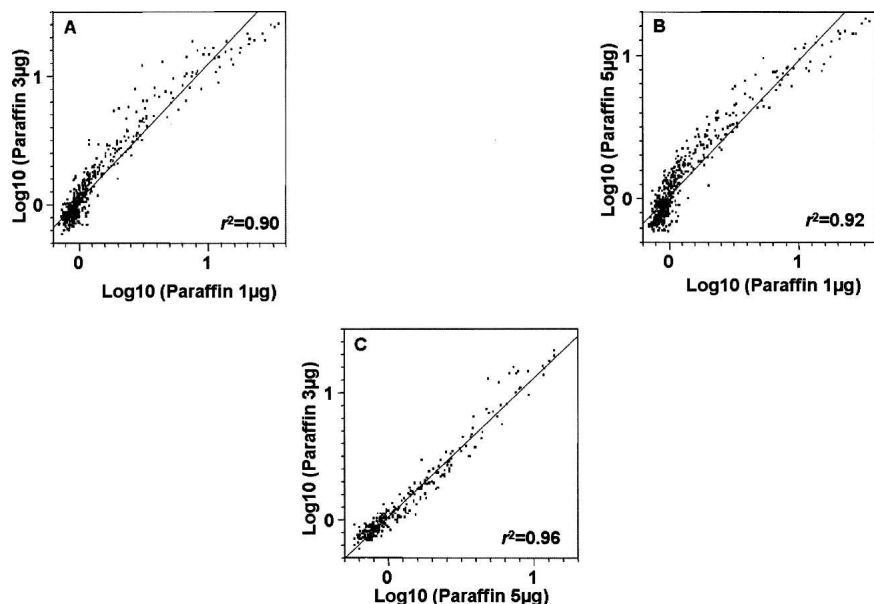 A
Log10 (Paraffin 3µg)
1
0
r²=0.90
0
1
Log10 (Paraffin 1µg)
B
Log10 (Paraffin 5µg)
1
0
r²=0.92
0
1
Log10 (Paraffin 1µg)
C
Log10 (Paraffin 3µg)
1
0
r²=0.96
0
1
Log10 (Paraffin 5µg)